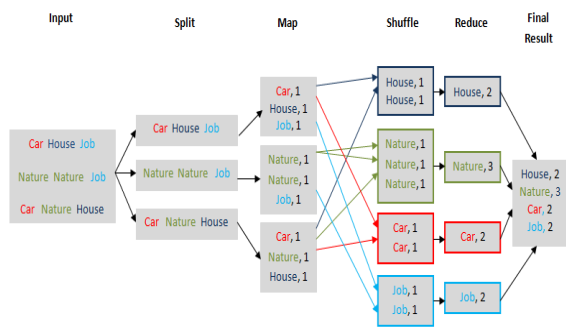 Input
Split
Map
Shuffle
Reduce
Final
Result
Car House Job
Nature Nature Job
Car Nature House
Car House Job
Nature Nature Job
Car Nature House
Car, 1
House, 1
Job, 1
Nature, 1
Nature, 1
Job, 1
Car, 1
Nature, 1
House, 1
House, 1
House, 1
Nature, 1
Nature, 1
Nature, 1
Car, 1
Car, 1
Job, 1
Job, 1
House, 2
Nature, 3
Car, 2
Job, 2
House, 2
Nature, 3
Car, 2
Job, 2